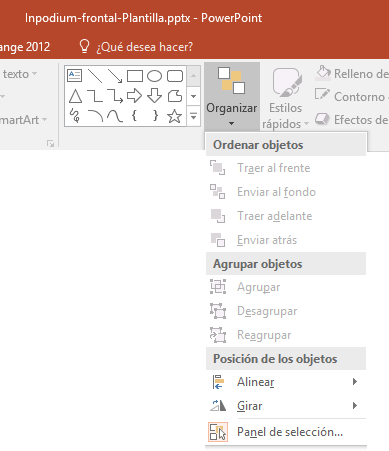 Inpodium-frontal-Plantilla.pptx - PowerPoint
ange 2012 ¿Qué desea hacer?
texto
martArt
Organizar
Estilos
rápidos
Relleno de
Contorno
Efectos de
Ordenar objetos
Traer al frente
Enviar al fondo
Traer adelante
Enviar atrás
Agrupar objetos
Agrupar
Desagrupar
Reagrupar
Posición de los objetos
Alinear
Girar
Panel de selección...